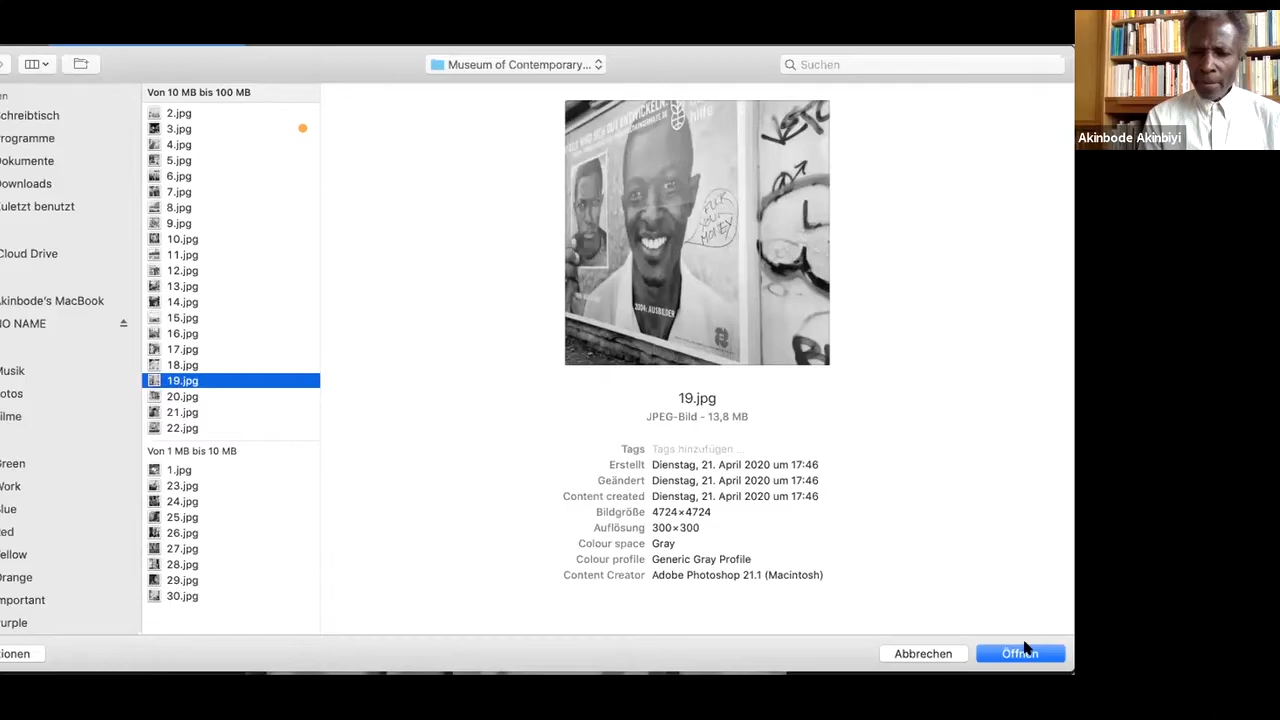 Museum of Contemporary...
Suchen
en
chreibtisch
rogramme
okumente
ownloads
uletzt benutzt
Cloud Drive
kinbode's MacBook
O NAME
usik
otos
ilme
reen
ork
lue
ed
ellow
range
mportant
urple
ionen
Von 10 MB bis 100 MB
2.jpg
3.jpg
4.jpg
5.jpg
6.jpg
7.jpg
8.jpg
9.jpg
10.jpg
11.jpg
12.jpg
13.jpg
14.jpg
15.jpg
16.jpg
17.jpg
18.jpg
19.jpg
20.jpg
21.jpg
22.jpg
Von 1 MB bis 10 MB
1.jpg
23.jpg
24.jpg
25.jpg
26.jpg
27.jpg
28.jpg
29.jpg
30.jpg
ENTWICKELN.
hilfe
FUCK
YOUR
MONEY
2004: AUSBILDER
19.jpg
JPEG-Bild - 13,8 MB
Tags Tags hinzufügen ...
Erstellt Dienstag, 21. April 2020 um 17:46
Geändert Dienstag, 21. April 2020 um 17:46
Content created Dienstag, 21. April 2020 um 17:46
Bildgröße 4724×4724
Auflösung 300×300
Colour space Gray
Colour profile Generic Gray Profile
Content Creator Adobe Photoshop 21.1 (Macintosh)
Abbrechen
Öffnen
Akinbode Akinbiyi